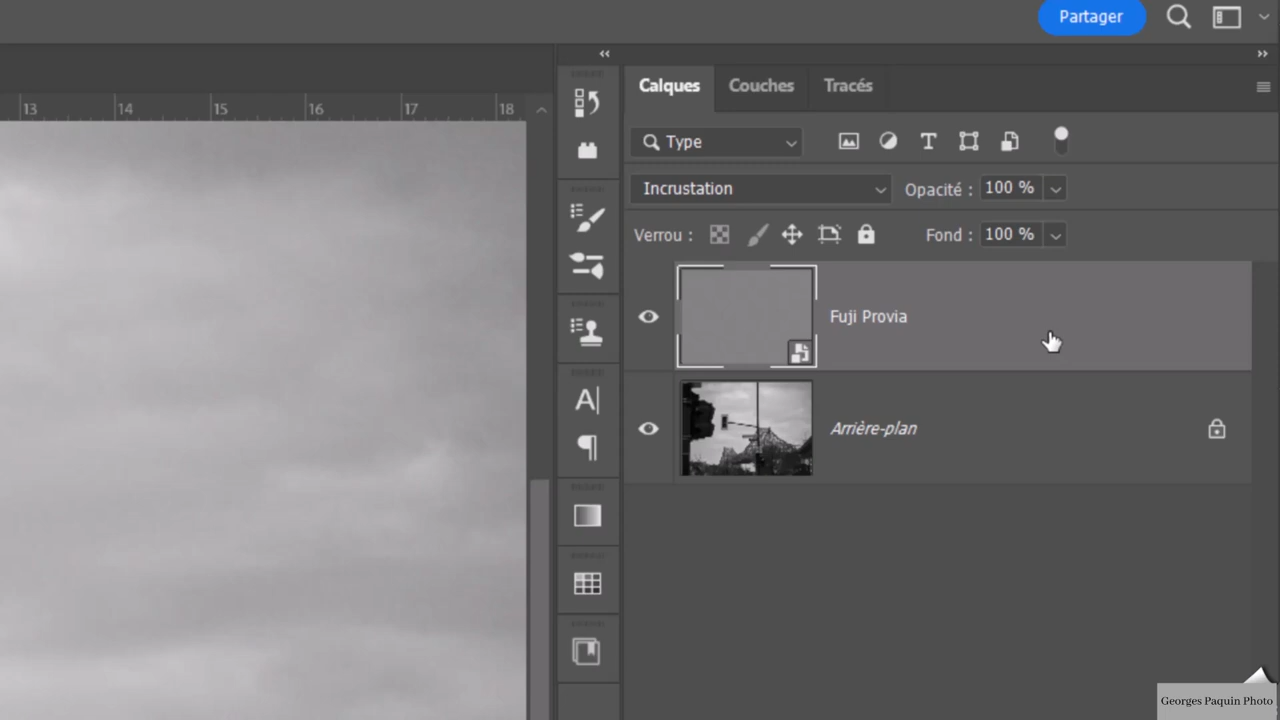 Partager
Calques Couches Tracés
13 14 15 16 17 18
Type
Incrustation Opacité : 100 %
Verrou : Fond : 100 %
Fuji Provia
A|
Arrière-plan
Georges Paquin Photo